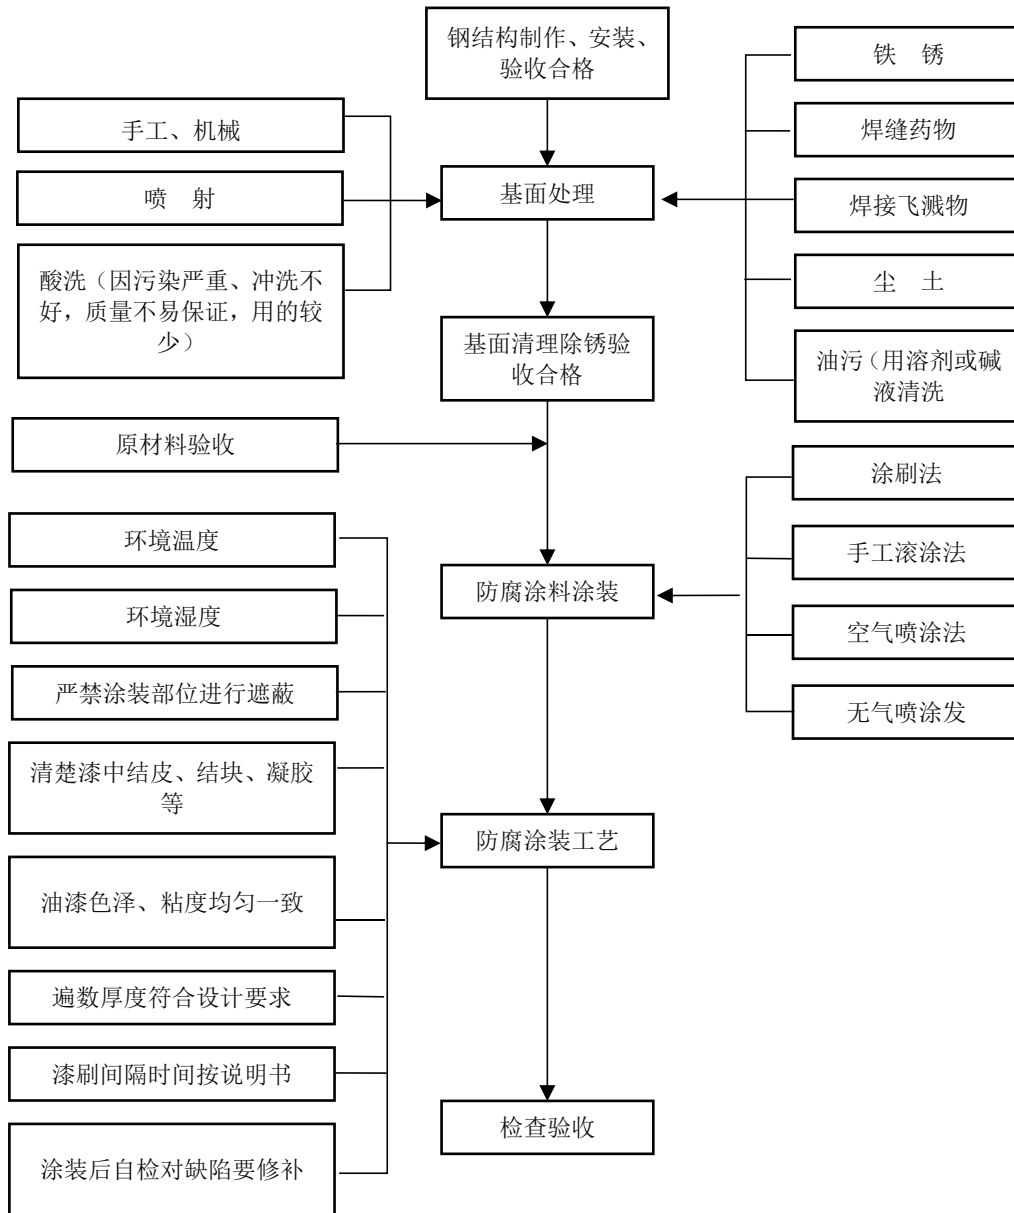 钢结构制作、安装、
验收合格
手工、机械
喷　射
酸洗（因污染严重、冲洗不
好，质量不易保证，用的较
少）
基面处理
铁　锈
焊缝药物
焊接飞溅物
尘　土
油污（用溶剂或碱
液清洗
基面清理除锈验
收合格
原材料验收
涂刷法
手工滚涂法
空气喷涂法
无气喷涂发
防腐涂料涂装
环境温度
环境湿度
严禁涂装部位进行遮蔽
清楚漆中结皮、结块、凝胶
等
油漆色泽、粘度均匀一致
遍数厚度符合设计要求
漆刷间隔时间按说明书
涂装后自检对缺陷要修补
防腐涂装工艺
检查验收